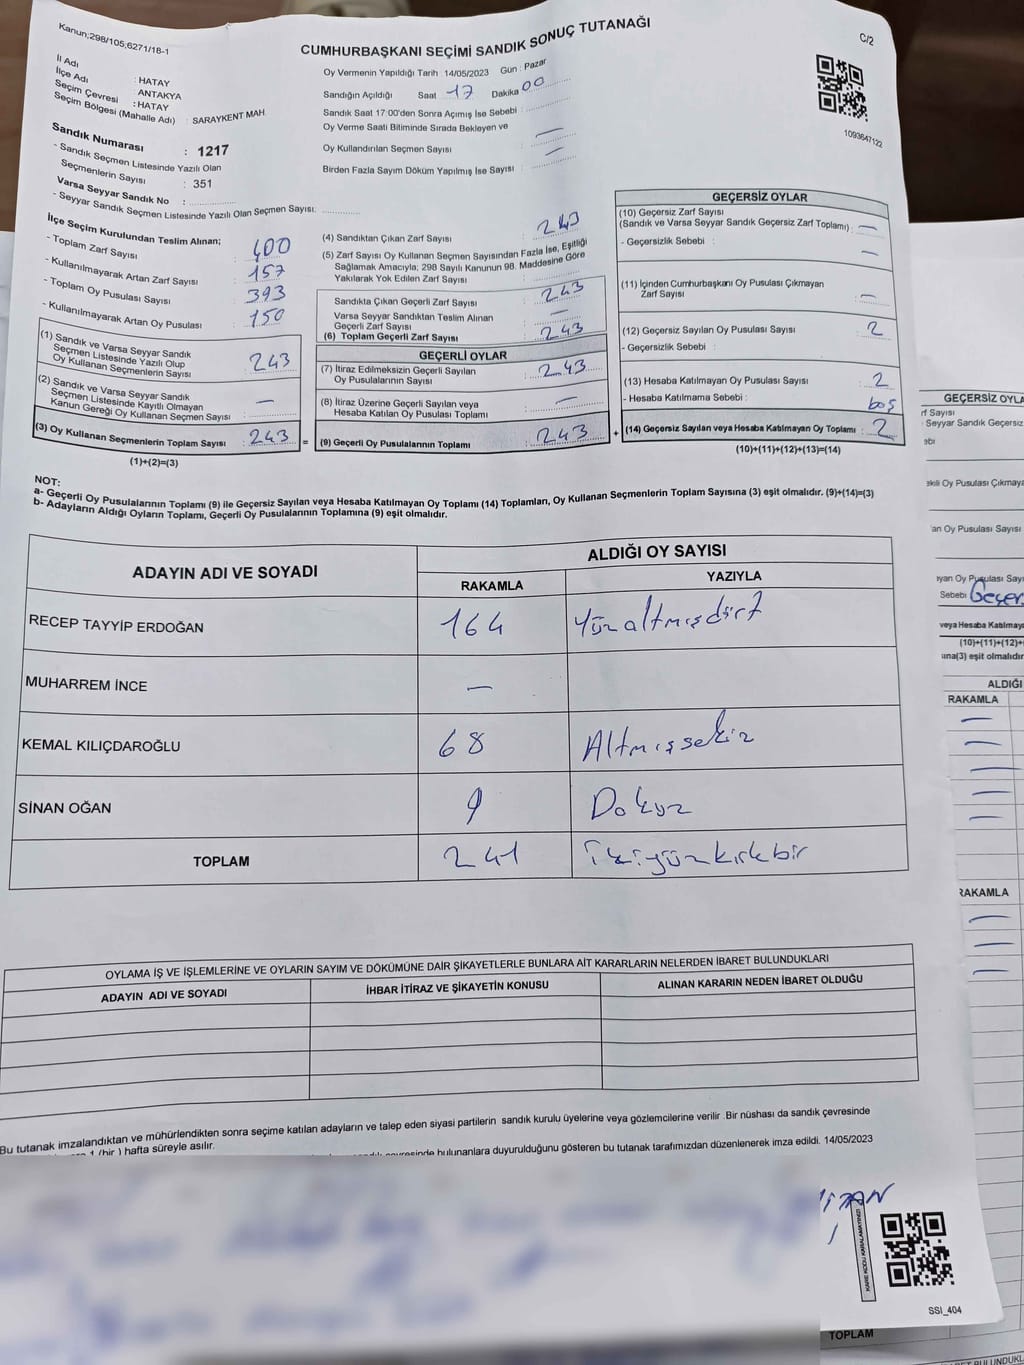 Kanun;298/105;6271/18-1
CUMHURBAŞKANI SEÇİMİ SANDIK SONUÇ TUTANAĞI
C/2
İl Adı : HATAY
İlçe Adı : ANTAKYA
Seçim Çevresi : HATAY
Seçim Bölgesi (Mahalle Adı) : SARAYKENT MAH.
Sandık Numarası : 1217
- Sandık Seçmen Listesinde Yazılı Olan
Seçmenlerin Sayısı : 351
Varsa Seyyar Sandık No :
- Seyyar Sandık Seçmen Listesinde Yazılı Olan Seçmen Sayısı:
Oy Vermenin Yapıldığı Tarih 14/05/2023 Gün : Pazar
Sandığın Açıldığı Saat 17 Dakika 00
Sandık Saat 17:00'den Sonra Açımış İse Sebebi :
Oy Verme Saati Bitiminde Sırada Bekleyen ve
Oy Kullandırılan Seçmen Sayısı —
Birden Fazla Sayım Döküm Yapılmış İse Sayısı : —
1093647122
İlçe Seçim Kurulundan Teslim Alınan;
- Toplam Zarf Sayısı : 400
- Kullanılmayarak Artan Zarf Sayısı : 157
- Toplam Oy Pusulası Sayısı : 393
- Kullanılmayarak Artan Oy Pusulası : 150
(1) Sandık ve Varsa Seyyar Sandık
Seçmen Listesinde Yazılı Olup
Oy Kullanan Seçmenlerin Sayısı : 243
(2) Sandık ve Varsa Seyyar Sandık
Seçmen Listesinde Kayıtlı Olmayan
Kanun Gereği Oy Kullanan Seçmen Sayısı : —
(3) Oy Kullanan Seçmenlerin Toplam Sayısı : 243 =
(1)+(2)=(3)
(4) Sandıktan Çıkan Zarf Sayısı : 243
(5) Zarf Sayısı Oy Kullanan Seçmen Sayısından Fazla İse, Eşitliği
Sağlamak Amacıyla; 298 Sayılı Kanunun 98. Maddesine Göre
Yakılarak Yok Edilen Zarf Sayısı :
Sandıkta Çıkan Geçerli Zarf Sayısı : 243
Varsa Seyyar Sandıktan Teslim Alınan
Geçerli Zarf Sayısı : —
(6) Toplam Geçerli Zarf Sayısı : 243
GEÇERLİ OYLAR
(7) İtiraz Edilmeksizin Geçerli Sayılan
Oy Pusulalarının Sayısı : 243
(8) İtiraz Üzerine Geçerli Sayılan veya
Hesaba Katılan Oy Pusulası Toplamı : —
(9) Geçerli Oy Pusulalarının Toplamı : 243 +
GEÇERSİZ OYLAR
(10) Geçersiz Zarf Sayısı
(Sandık ve Varsa Seyyar Sandık Geçersiz Zarf Toplamı) : —
- Geçersizlik Sebebi : —
(11) İçinden Cumhurbaşkanı Oy Pusulası Çıkmayan
Zarf Sayısı : —
(12) Geçersiz Sayılan Oy Pusulası Sayısı : 2
- Geçersizlik Sebebi :
(13) Hesaba Katılmayan Oy Pusulası Sayısı : 2
- Hesaba Katılmama Sebebi : boş
(14) Geçersiz Sayılan veya Hesaba Katılmayan Oy Toplamı : 2
(10)+(11)+(12)+(13)=(14)
NOT:
a- Geçerli Oy Pusulalarının Toplamı (9) ile Geçersiz Sayılan veya Hesaba Katılmayan Oy Toplamı (14) Toplamları, Oy Kullanan Seçmenlerin Toplam Sayısına (3) eşit olmalıdır. (9)+(14)=(3)
b- Adayların Aldığı Oyların Toplamı, Geçerli Oy Pusulalarının Toplamına (9) eşit olmalıdır.
ADAYIN ADI VE SOYADI
ALDIĞI OY SAYISI
RAKAMLA YAZIYLA
RECEP TAYYİP ERDOĞAN 164 Yüzaltmışdört
MUHARREM İNCE —
KEMAL KILIÇDAROĞLU 68 Altmışsekiz
SİNAN OĞAN 9 Dokuz
TOPLAM 241 ikiyüzkırkbir
OYLAMA İŞ VE İŞLEMLERİNE VE OYLARIN SAYIM VE DÖKÜMÜNE DAİR ŞİKAYETLERLE BUNLARA AİT KARARLARIN NELERDEN İBARET BULUNDUKLARI
ADAYIN ADI VE SOYADI İHBAR İTİRAZ VE ŞİKAYETİN KONUSU ALINAN KARARIN NEDEN İBARET OLDUĞU
Bu tutanak imzalandıktan ve mühürlendikten sonra seçime katılan adayların ve talep eden siyasi partilerin sandık kurulu üyelerine veya gözlemcilerine verilir .Bir nüshası da sandık çevresinde
1 (bir ) hafta süreyle asılır.
bulunanlara duyurulduğunu gösteren bu tutanak tarafımızdan düzenlenerek imza edildi. 14/05/2023
KARE KODU KARALAMAYINIZ!
SSI_404
GEÇERSİZ OYLA
rf Sayısı
Seyyar Sandık Geçersiz
ebi
Oy Pusulası Çıkmaya
an Oy Pusulası Sayısı
ayan Oy Pusulası Sayı
Sebebi Geçer
veya Hesaba Katılmaya
(10)+(11)+(12)+
ına(3) eşit olmalıdır
ALDIĞI
RAKAMLA
—
—
—
—
—
RAKAMLA
—
—
—
TOPLAM